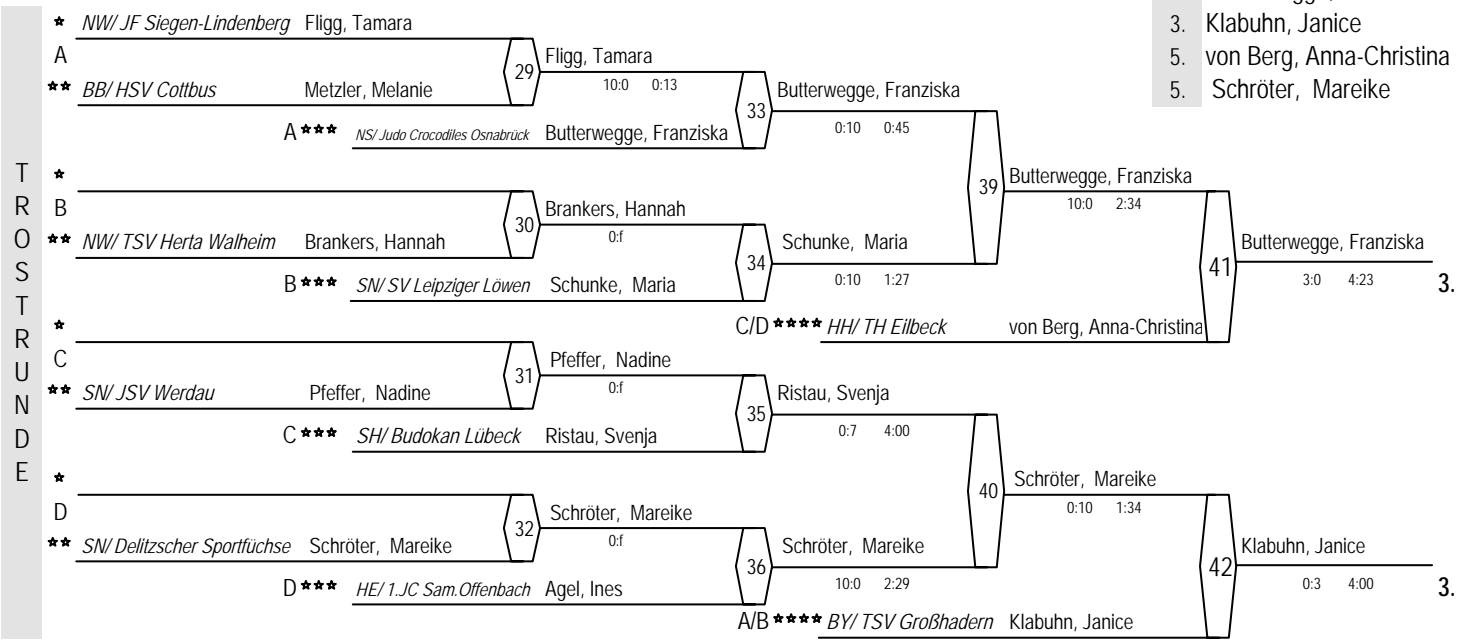 3. Klabuhn, Janice
5. von Berg, Anna-Christina
5. Schröter, Mareike
TROSTRUNDE
* NW/ JF Siegen-Lindenberg Fligg, Tamara
A
** BB/ HSV Cottbus Metzler, Melanie
29
Fligg, Tamara
10:0 0:13
A *** NS/ Judo Crocodiles Osnabrück Butterwegge, Franziska
33
Butterwegge, Franziska
0:10 0:45
*
B
** NW/ TSV Herta Walheim Brankers, Hannah
30
Brankers, Hannah
0:f
B *** SN/ SV Leipziger Löwen Schunke, Maria
34
Schunke, Maria
0:10 1:27
39
Butterwegge, Franziska
10:0 2:34
C/D **** HH/ TH Eilbeck von Berg, Anna-Christina
41
Butterwegge, Franziska
3:0 4:23 3.
*
C
** SN/ JSV Werdau Pfeffer, Nadine
31
Pfeffer, Nadine
0:f
C *** SH/ Budokan Lübeck Ristau, Svenja
35
Ristau, Svenja
0:7 4:00
*
D
** SN/ Delitzscher Sportfüchse Schröter, Mareike
32
Schröter, Mareike
0:f
D *** HE/ 1.JC Sam.Offenbach Agel, Ines
36
Schröter, Mareike
10:0 2:29
40
Schröter, Mareike
0:10 1:34
A/B **** BY/ TSV Großhadern Klabuhn, Janice
42
Klabuhn, Janice
0:3 4:00 3.